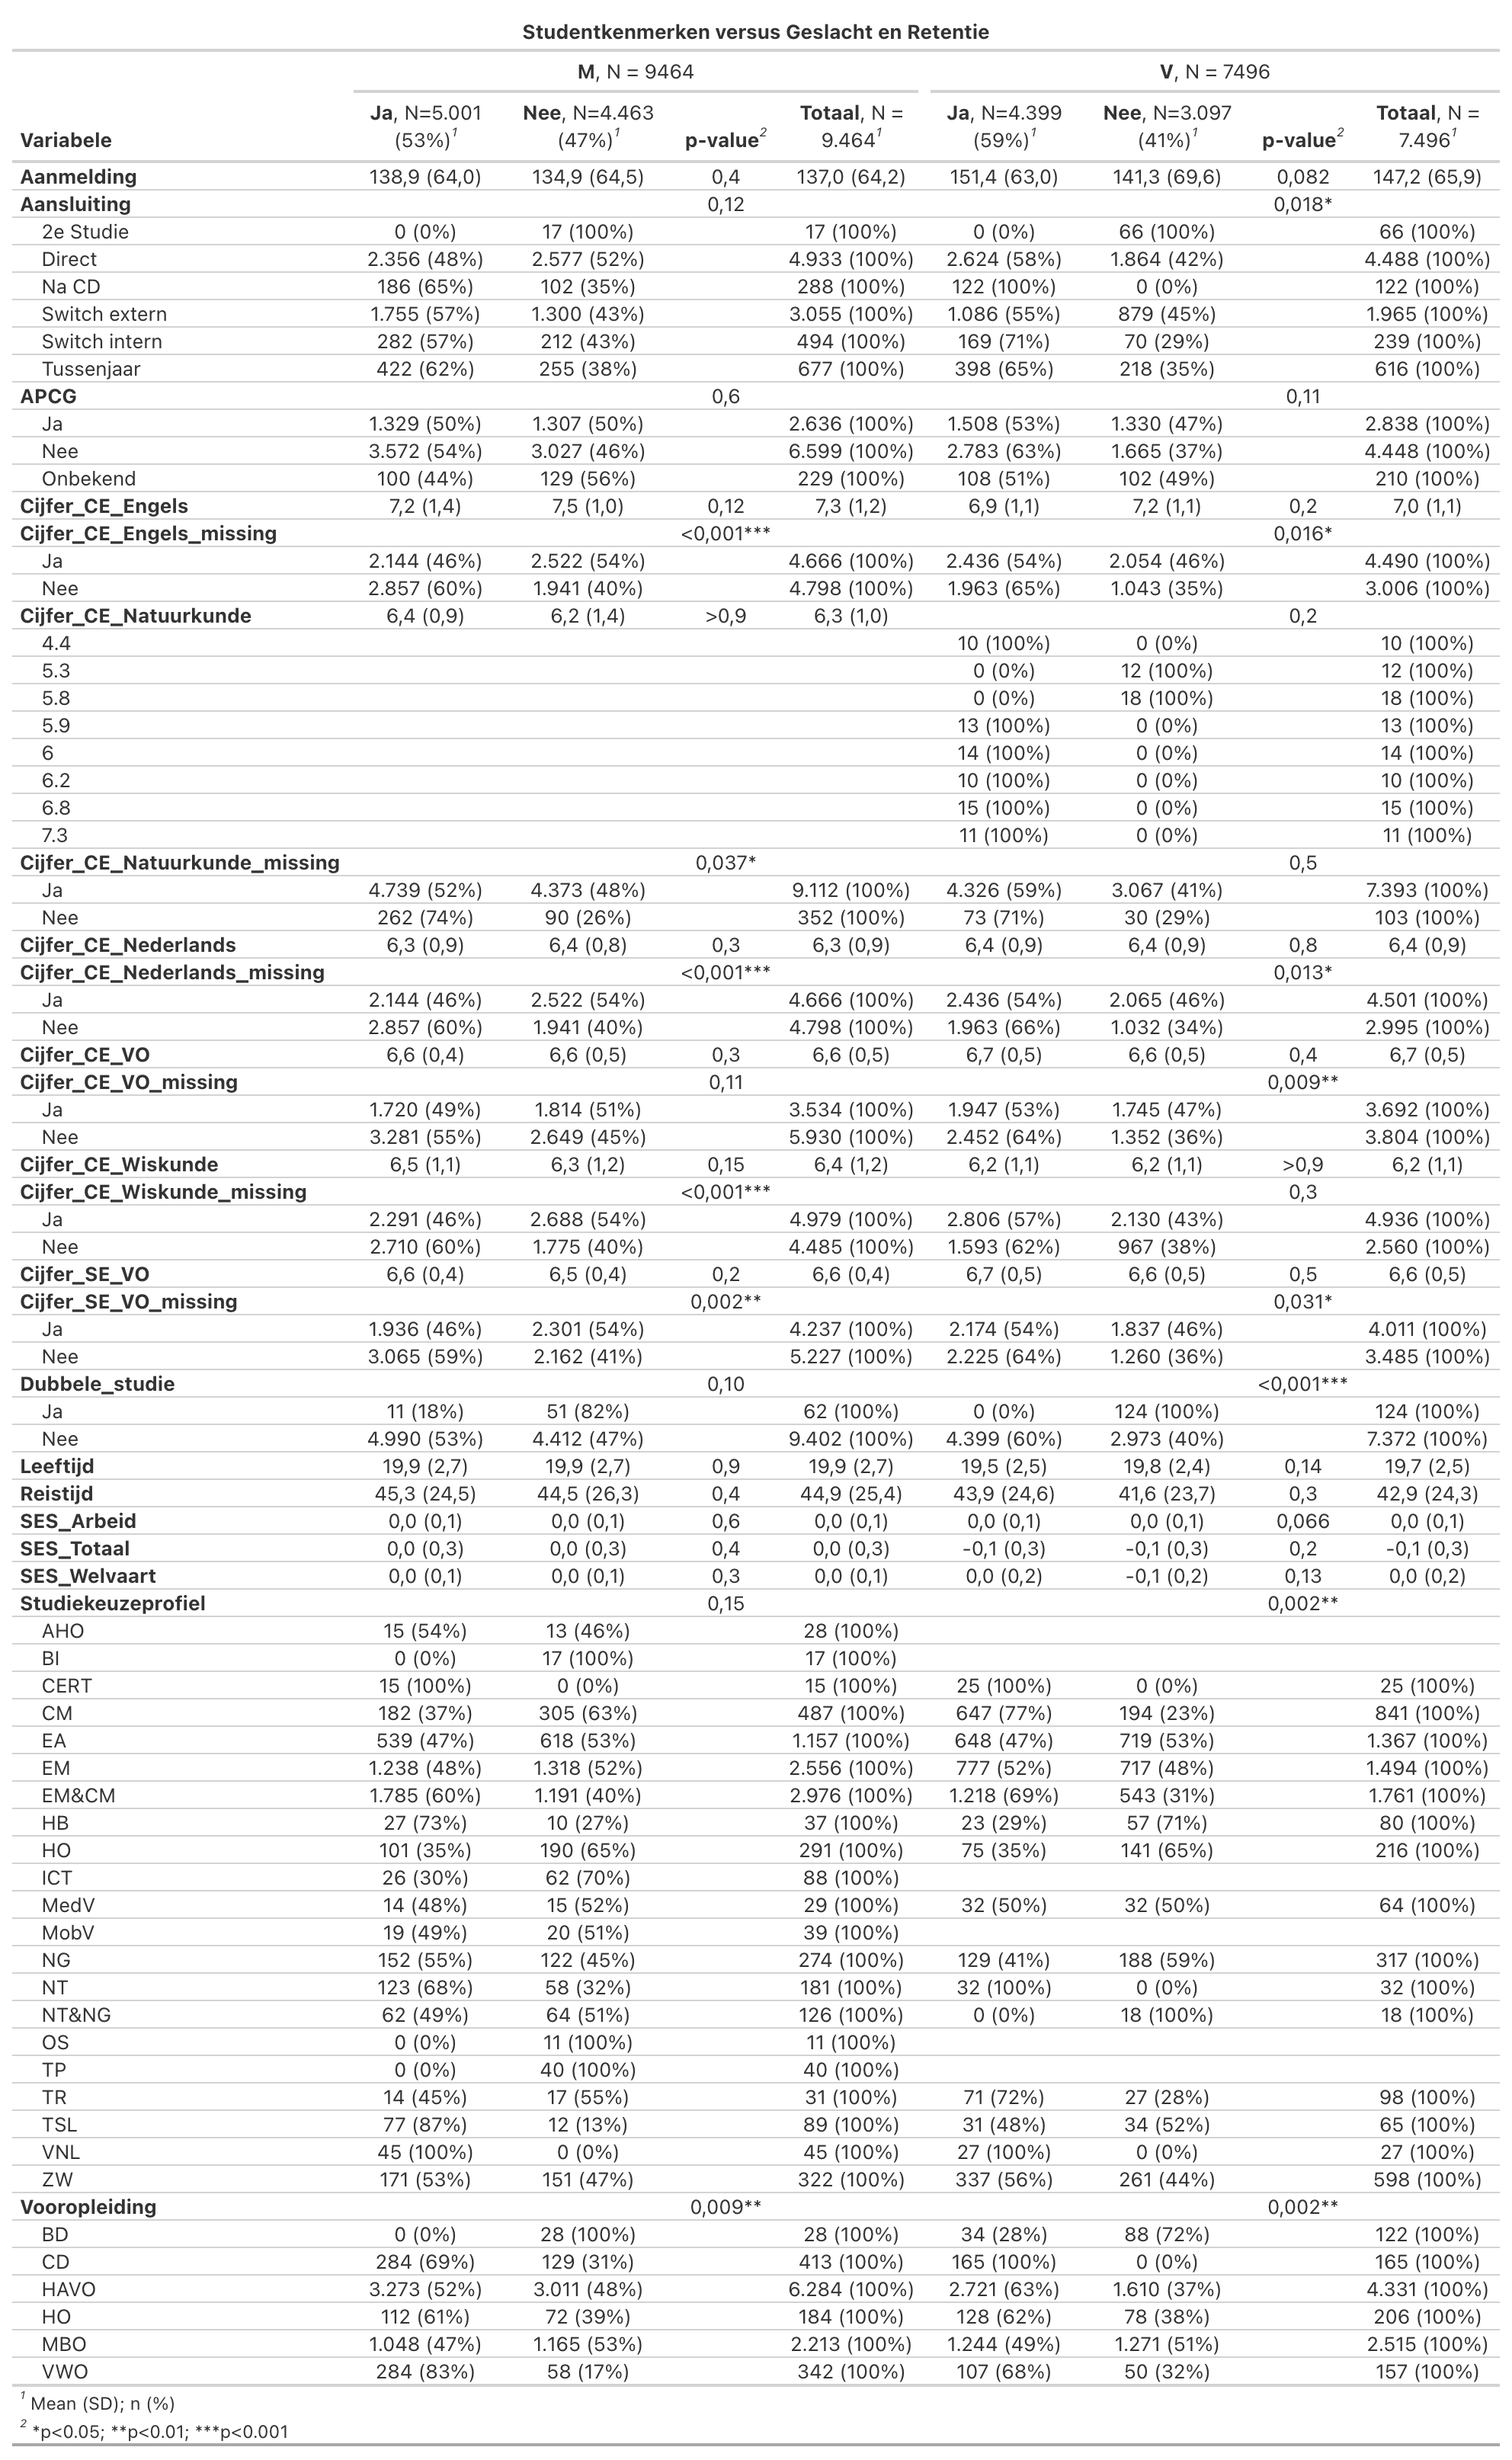 Studentkenmerken versus Geslacht en Retentie
M, N = 9464 V, N = 7496
Ja, N=5.001 Nee, N=4.463 Totaal, N = Ja, N=4.399 Nee, N=3.097 Totaal, N =
Variabele (53%)1 (47%)1 p-value2 9.4641 (59%)1 (41%)1 p-value2 7.4961
Aanmelding 138,9 (64,0) 134,9 (64,5) 0,4 137,0 (64,2) 151,4 (63,0) 141,3 (69,6) 0,082 147,2 (65,9)
Aansluiting 0,12 0,018*
2e Studie 0 (0%) 17 (100%) 17 (100%) 0 (0%) 66 (100%) 66 (100%)
Direct 2.356 (48%) 2.577 (52%) 4.933 (100%) 2.624 (58%) 1.864 (42%) 4.488 (100%)
Na CD 186 (65%) 102 (35%) 288 (100%) 122 (100%) 0 (0%) 122 (100%)
Switch extern 1.755 (57%) 1.300 (43%) 3.055 (100%) 1.086 (55%) 879 (45%) 1.965 (100%)
Switch intern 282 (57%) 212 (43%) 494 (100%) 169 (71%) 70 (29%) 239 (100%)
Tussenjaar 422 (62%) 255 (38%) 677 (100%) 398 (65%) 218 (35%) 616 (100%)
APCG 0,6 0,11
Ja 1.329 (50%) 1.307 (50%) 2.636 (100%) 1.508 (53%) 1.330 (47%) 2.838 (100%)
Nee 3.572 (54%) 3.027 (46%) 6.599 (100%) 2.783 (63%) 1.665 (37%) 4.448 (100%)
Onbekend 100 (44%) 129 (56%) 229 (100%) 108 (51%) 102 (49%) 210 (100%)
Cijfer_CE_Engels 7,2 (1,4) 7,5 (1,0) 0,12 7,3 (1,2) 6,9 (1,1) 7,2 (1,1) 0,2 7,0 (1,1)
Cijfer_CE_Engels_missing <0,001*** 0,016*
Ja 2.144 (46%) 2.522 (54%) 4.666 (100%) 2.436 (54%) 2.054 (46%) 4.490 (100%)
Nee 2.857 (60%) 1.941 (40%) 4.798 (100%) 1.963 (65%) 1.043 (35%) 3.006 (100%)
Cijfer_CE_Natuurkunde 6,4 (0,9) 6,2 (1,4) >0,9 6,3 (1,0) 0,2
4.4 10 (100%) 0 (0%) 10 (100%)
5.3 0 (0%) 12 (100%) 12 (100%)
5.8 0 (0%) 18 (100%) 18 (100%)
5.9 13 (100%) 0 (0%) 13 (100%)
6 14 (100%) 0 (0%) 14 (100%)
6.2 10 (100%) 0 (0%) 10 (100%)
6.8 15 (100%) 0 (0%) 15 (100%)
7.3 11 (100%) 0 (0%) 11 (100%)
Cijfer_CE_Natuurkunde_missing 0,037* 0,5
Ja 4.739 (52%) 4.373 (48%) 9.112 (100%) 4.326 (59%) 3.067 (41%) 7.393 (100%)
Nee 262 (74%) 90 (26%) 352 (100%) 73 (71%) 30 (29%) 103 (100%)
Cijfer_CE_Nederlands 6,3 (0,9) 6,4 (0,8) 0,3 6,3 (0,9) 6,4 (0,9) 6,4 (0,9) 0,8 6,4 (0,9)
Cijfer_CE_Nederlands_missing <0,001*** 0,013*
Ja 2.144 (46%) 2.522 (54%) 4.666 (100%) 2.436 (54%) 2.065 (46%) 4.501 (100%)
Nee 2.857 (60%) 1.941 (40%) 4.798 (100%) 1.963 (66%) 1.032 (34%) 2.995 (100%)
Cijfer_CE_VO 6,6 (0,4) 6,6 (0,5) 0,3 6,6 (0,5) 6,7 (0,5) 6,6 (0,5) 0,4 6,7 (0,5)
Cijfer_CE_VO_missing 0,11 0,009**
Ja 1.720 (49%) 1.814 (51%) 3.534 (100%) 1.947 (53%) 1.745 (47%) 3.692 (100%)
Nee 3.281 (55%) 2.649 (45%) 5.930 (100%) 2.452 (64%) 1.352 (36%) 3.804 (100%)
Cijfer_CE_Wiskunde 6,5 (1,1) 6,3 (1,2) 0,15 6,4 (1,2) 6,2 (1,1) 6,2 (1,1) >0,9 6,2 (1,1)
Cijfer_CE_Wiskunde_missing <0,001*** 0,3
Ja 2.291 (46%) 2.688 (54%) 4.979 (100%) 2.806 (57%) 2.130 (43%) 4.936 (100%)
Nee 2.710 (60%) 1.775 (40%) 4.485 (100%) 1.593 (62%) 967 (38%) 2.560 (100%)
Cijfer_SE_VO 6,6 (0,4) 6,5 (0,4) 0,2 6,6 (0,4) 6,7 (0,5) 6,6 (0,5) 0,5 6,6 (0,5)
Cijfer_SE_VO_missing 0,002** 0,031*
Ja 1.936 (46%) 2.301 (54%) 4.237 (100%) 2.174 (54%) 1.837 (46%) 4.011 (100%)
Nee 3.065 (59%) 2.162 (41%) 5.227 (100%) 2.225 (64%) 1.260 (36%) 3.485 (100%)
Dubbele_studie 0,10 <0,001***
Ja 11 (18%) 51 (82%) 62 (100%) 0 (0%) 124 (100%) 124 (100%)
Nee 4.990 (53%) 4.412 (47%) 9.402 (100%) 4.399 (60%) 2.973 (40%) 7.372 (100%)
Leeftijd 19,9 (2,7) 19,9 (2,7) 0,9 19,9 (2,7) 19,5 (2,5) 19,8 (2,4) 0,14 19,7 (2,5)
Reistijd 45,3 (24,5) 44,5 (26,3) 0,4 44,9 (25,4) 43,9 (24,6) 41,6 (23,7) 0,3 42,9 (24,3)
SES_Arbeid 0,0 (0,1) 0,0 (0,1) 0,6 0,0 (0,1) 0,0 (0,1) 0,0 (0,1) 0,066 0,0 (0,1)
SES_Totaal 0,0 (0,3) 0,0 (0,3) 0,4 0,0 (0,3) -0,1 (0,3) -0,1 (0,3) 0,2 -0,1 (0,3)
SES_Welvaart 0,0 (0,1) 0,0 (0,1) 0,3 0,0 (0,1) 0,0 (0,2) -0,1 (0,2) 0,13 0,0 (0,2)
Studiekeuzeprofiel 0,15 0,002**
AHO 15 (54%) 13 (46%) 28 (100%)
BI 0 (0%) 17 (100%) 17 (100%)
CERT 15 (100%) 0 (0%) 15 (100%) 25 (100%) 0 (0%) 25 (100%)
CM 182 (37%) 305 (63%) 487 (100%) 647 (77%) 194 (23%) 841 (100%)
EA 539 (47%) 618 (53%) 1.157 (100%) 648 (47%) 719 (53%) 1.367 (100%)
EM 1.238 (48%) 1.318 (52%) 2.556 (100%) 777 (52%) 717 (48%) 1.494 (100%)
EM&CM 1.785 (60%) 1.191 (40%) 2.976 (100%) 1.218 (69%) 543 (31%) 1.761 (100%)
HB 27 (73%) 10 (27%) 37 (100%) 23 (29%) 57 (71%) 80 (100%)
HO 101 (35%) 190 (65%) 291 (100%) 75 (35%) 141 (65%) 216 (100%)
ICT 26 (30%) 62 (70%) 88 (100%)
MedV 14 (48%) 15 (52%) 29 (100%) 32 (50%) 32 (50%) 64 (100%)
MobV 19 (49%) 20 (51%) 39 (100%)
NG 152 (55%) 122 (45%) 274 (100%) 129 (41%) 188 (59%) 317 (100%)
NT 123 (68%) 58 (32%) 181 (100%) 32 (100%) 0 (0%) 32 (100%)
NT&NG 62 (49%) 64 (51%) 126 (100%) 0 (0%) 18 (100%) 18 (100%)
OS 0 (0%) 11 (100%) 11 (100%)
TP 0 (0%) 40 (100%) 40 (100%)
TR 14 (45%) 17 (55%) 31 (100%) 71 (72%) 27 (28%) 98 (100%)
TSL 77 (87%) 12 (13%) 89 (100%) 31 (48%) 34 (52%) 65 (100%)
VNL 45 (100%) 0 (0%) 45 (100%) 27 (100%) 0 (0%) 27 (100%)
ZW 171 (53%) 151 (47%) 322 (100%) 337 (56%) 261 (44%) 598 (100%)
Vooropleiding 0,009** 0,002**
BD 0 (0%) 28 (100%) 28 (100%) 34 (28%) 88 (72%) 122 (100%)
CD 284 (69%) 129 (31%) 413 (100%) 165 (100%) 0 (0%) 165 (100%)
HAVO 3.273 (52%) 3.011 (48%) 6.284 (100%) 2.721 (63%) 1.610 (37%) 4.331 (100%)
HO 112 (61%) 72 (39%) 184 (100%) 128 (62%) 78 (38%) 206 (100%)
MBO 1.048 (47%) 1.165 (53%) 2.213 (100%) 1.244 (49%) 1.271 (51%) 2.515 (100%)
VWO 284 (83%) 58 (17%) 342 (100%) 107 (68%) 50 (32%) 157 (100%)
1 Mean (SD); n (%)
2 *p<0.05; **p<0.01; ***p<0.001